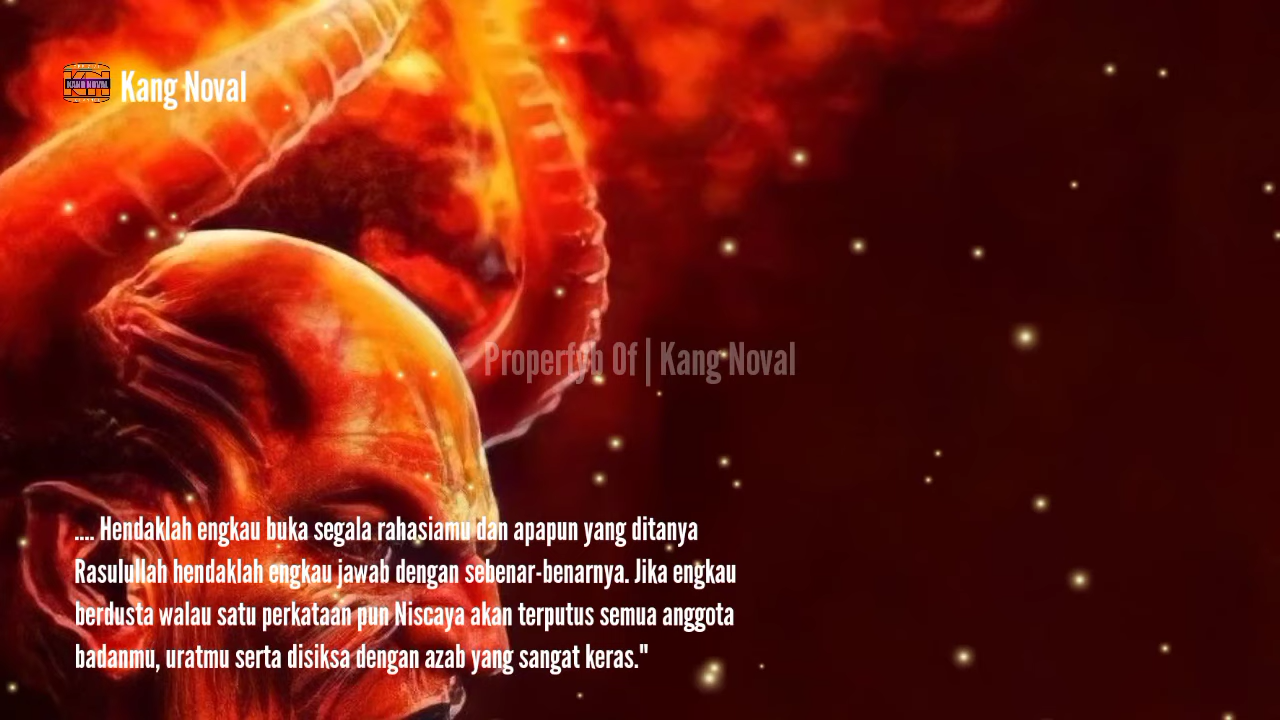 KANG NOVAL
Kang Noval
Propertyb Of | Kang Noval
.... Hendaklah engkau buka segala rahasiamu dan apapun yang ditanya
Rasulullah hendaklah engkau jawab dengan sebenar-benarnya. Jika engkau
berdusta walau satu perkataan pun Niscaya akan terputus semua anggota
badanmu, uratmu serta disiksa dengan azab yang sangat keras."